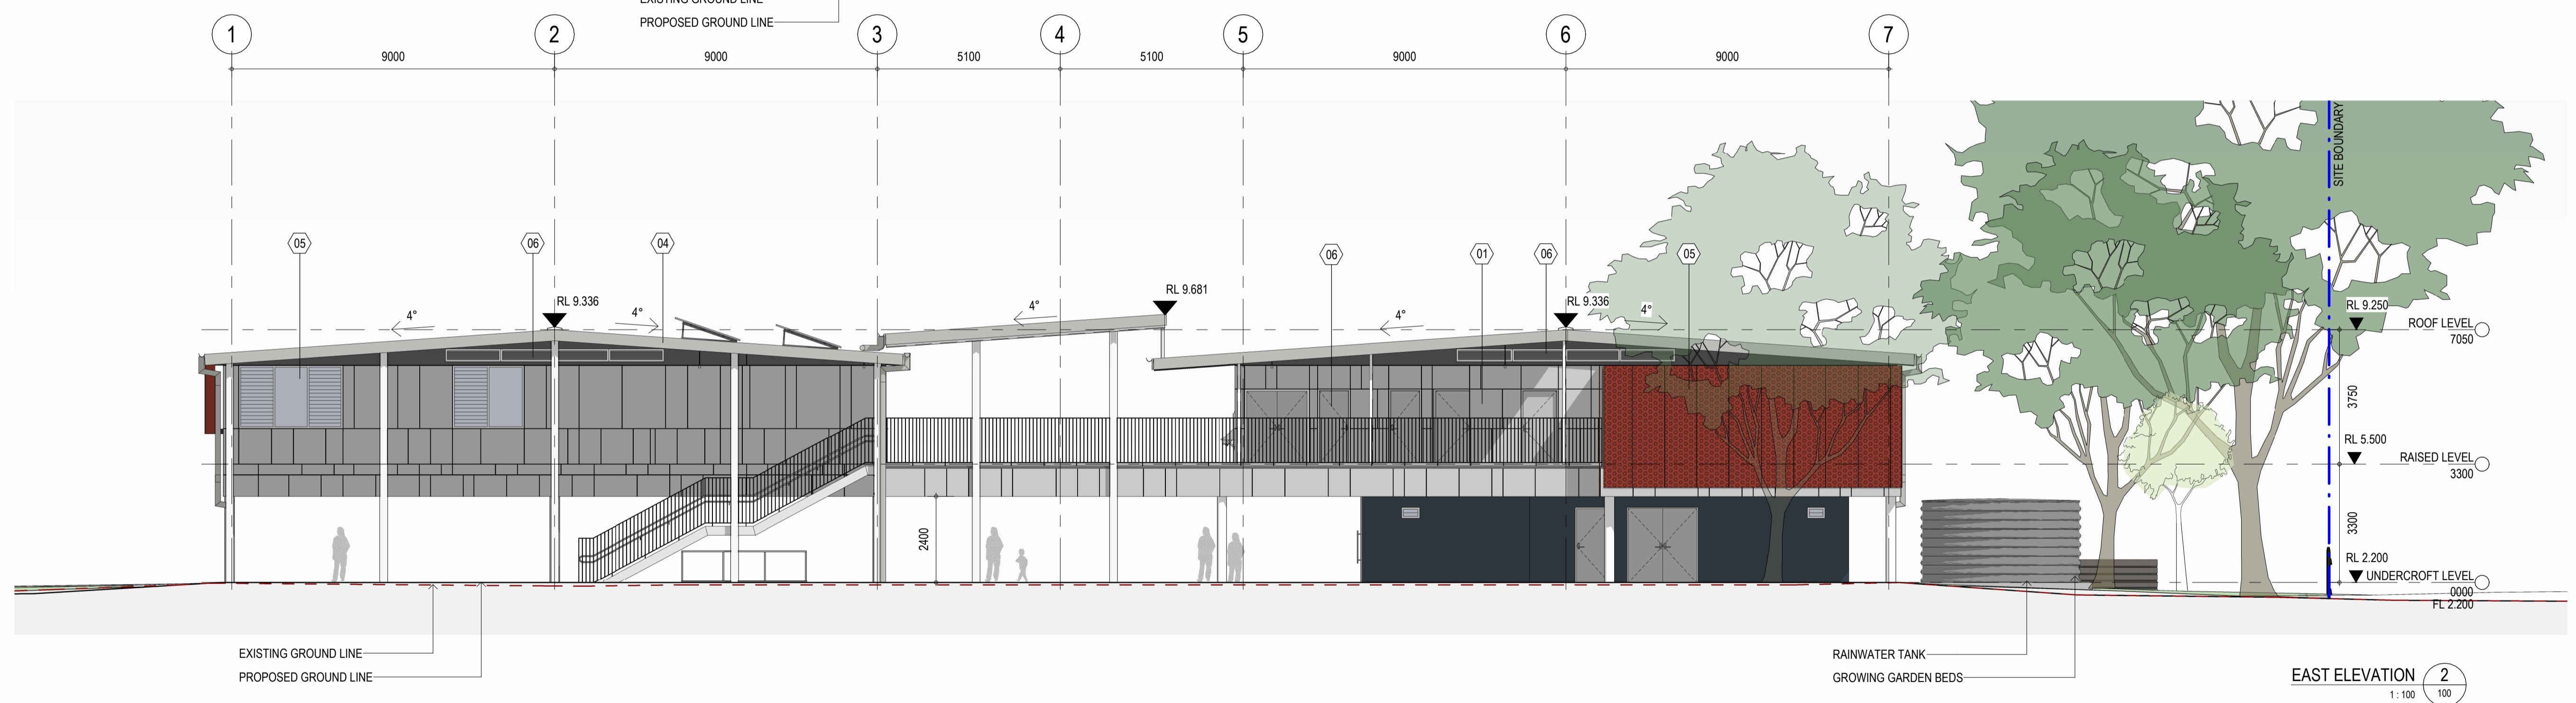 EXISTING GROUND LINE
PROPOSED GROUND LINE
1 2 3 4 5 6 7
9000 9000 5100 5100 9000 9000
SITE BOUNDARY
05 06 04 06 01 06 05
RL 9.336 RL 9.681 RL 9.336 RL 9.250
4° 4° 4° 4° 4°
ROOF LEVEL
7050
3750
RL 5.500
RAISED LEVEL
3300
2400
3300
RL 2.200
UNDERCROFT LEVEL
0000
FL 2.200
EXISTING GROUND LINE
PROPOSED GROUND LINE
RAINWATER TANK
GROWING GARDEN BEDS
EAST ELEVATION 2
1 : 100 100